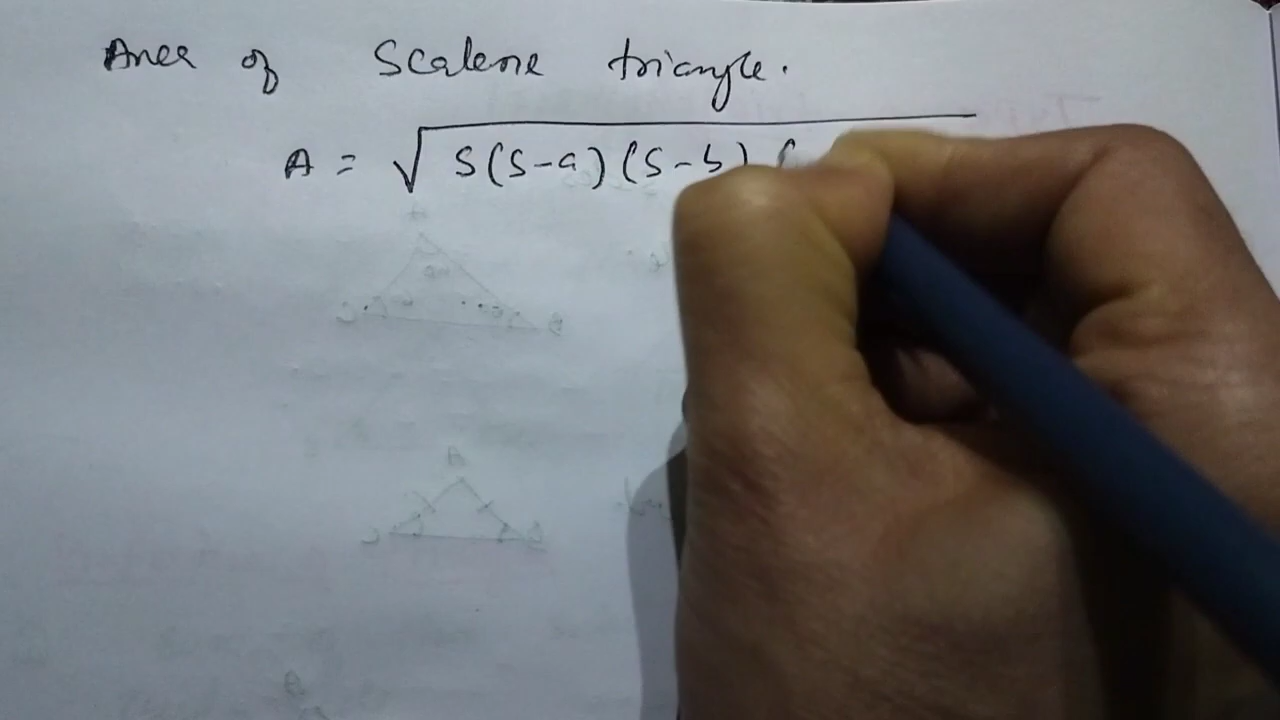 Area of Scalene triangle.
A = √S(S-a)(S-b)(